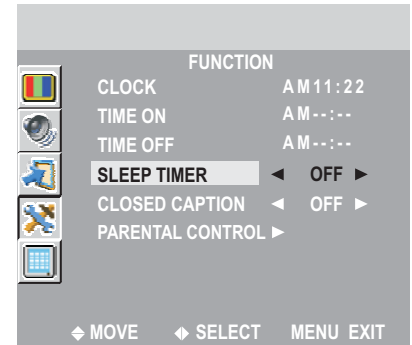 FUNCTION
CLOCK AM11:22
TIME ON AM--:--
TIME OFF AM--:--
SLEEP TIMER ◄ OFF ►
CLOSED CAPTION ◄ OFF ►
PARENTAL CONTROL ►
MOVE SELECT MENU EXIT